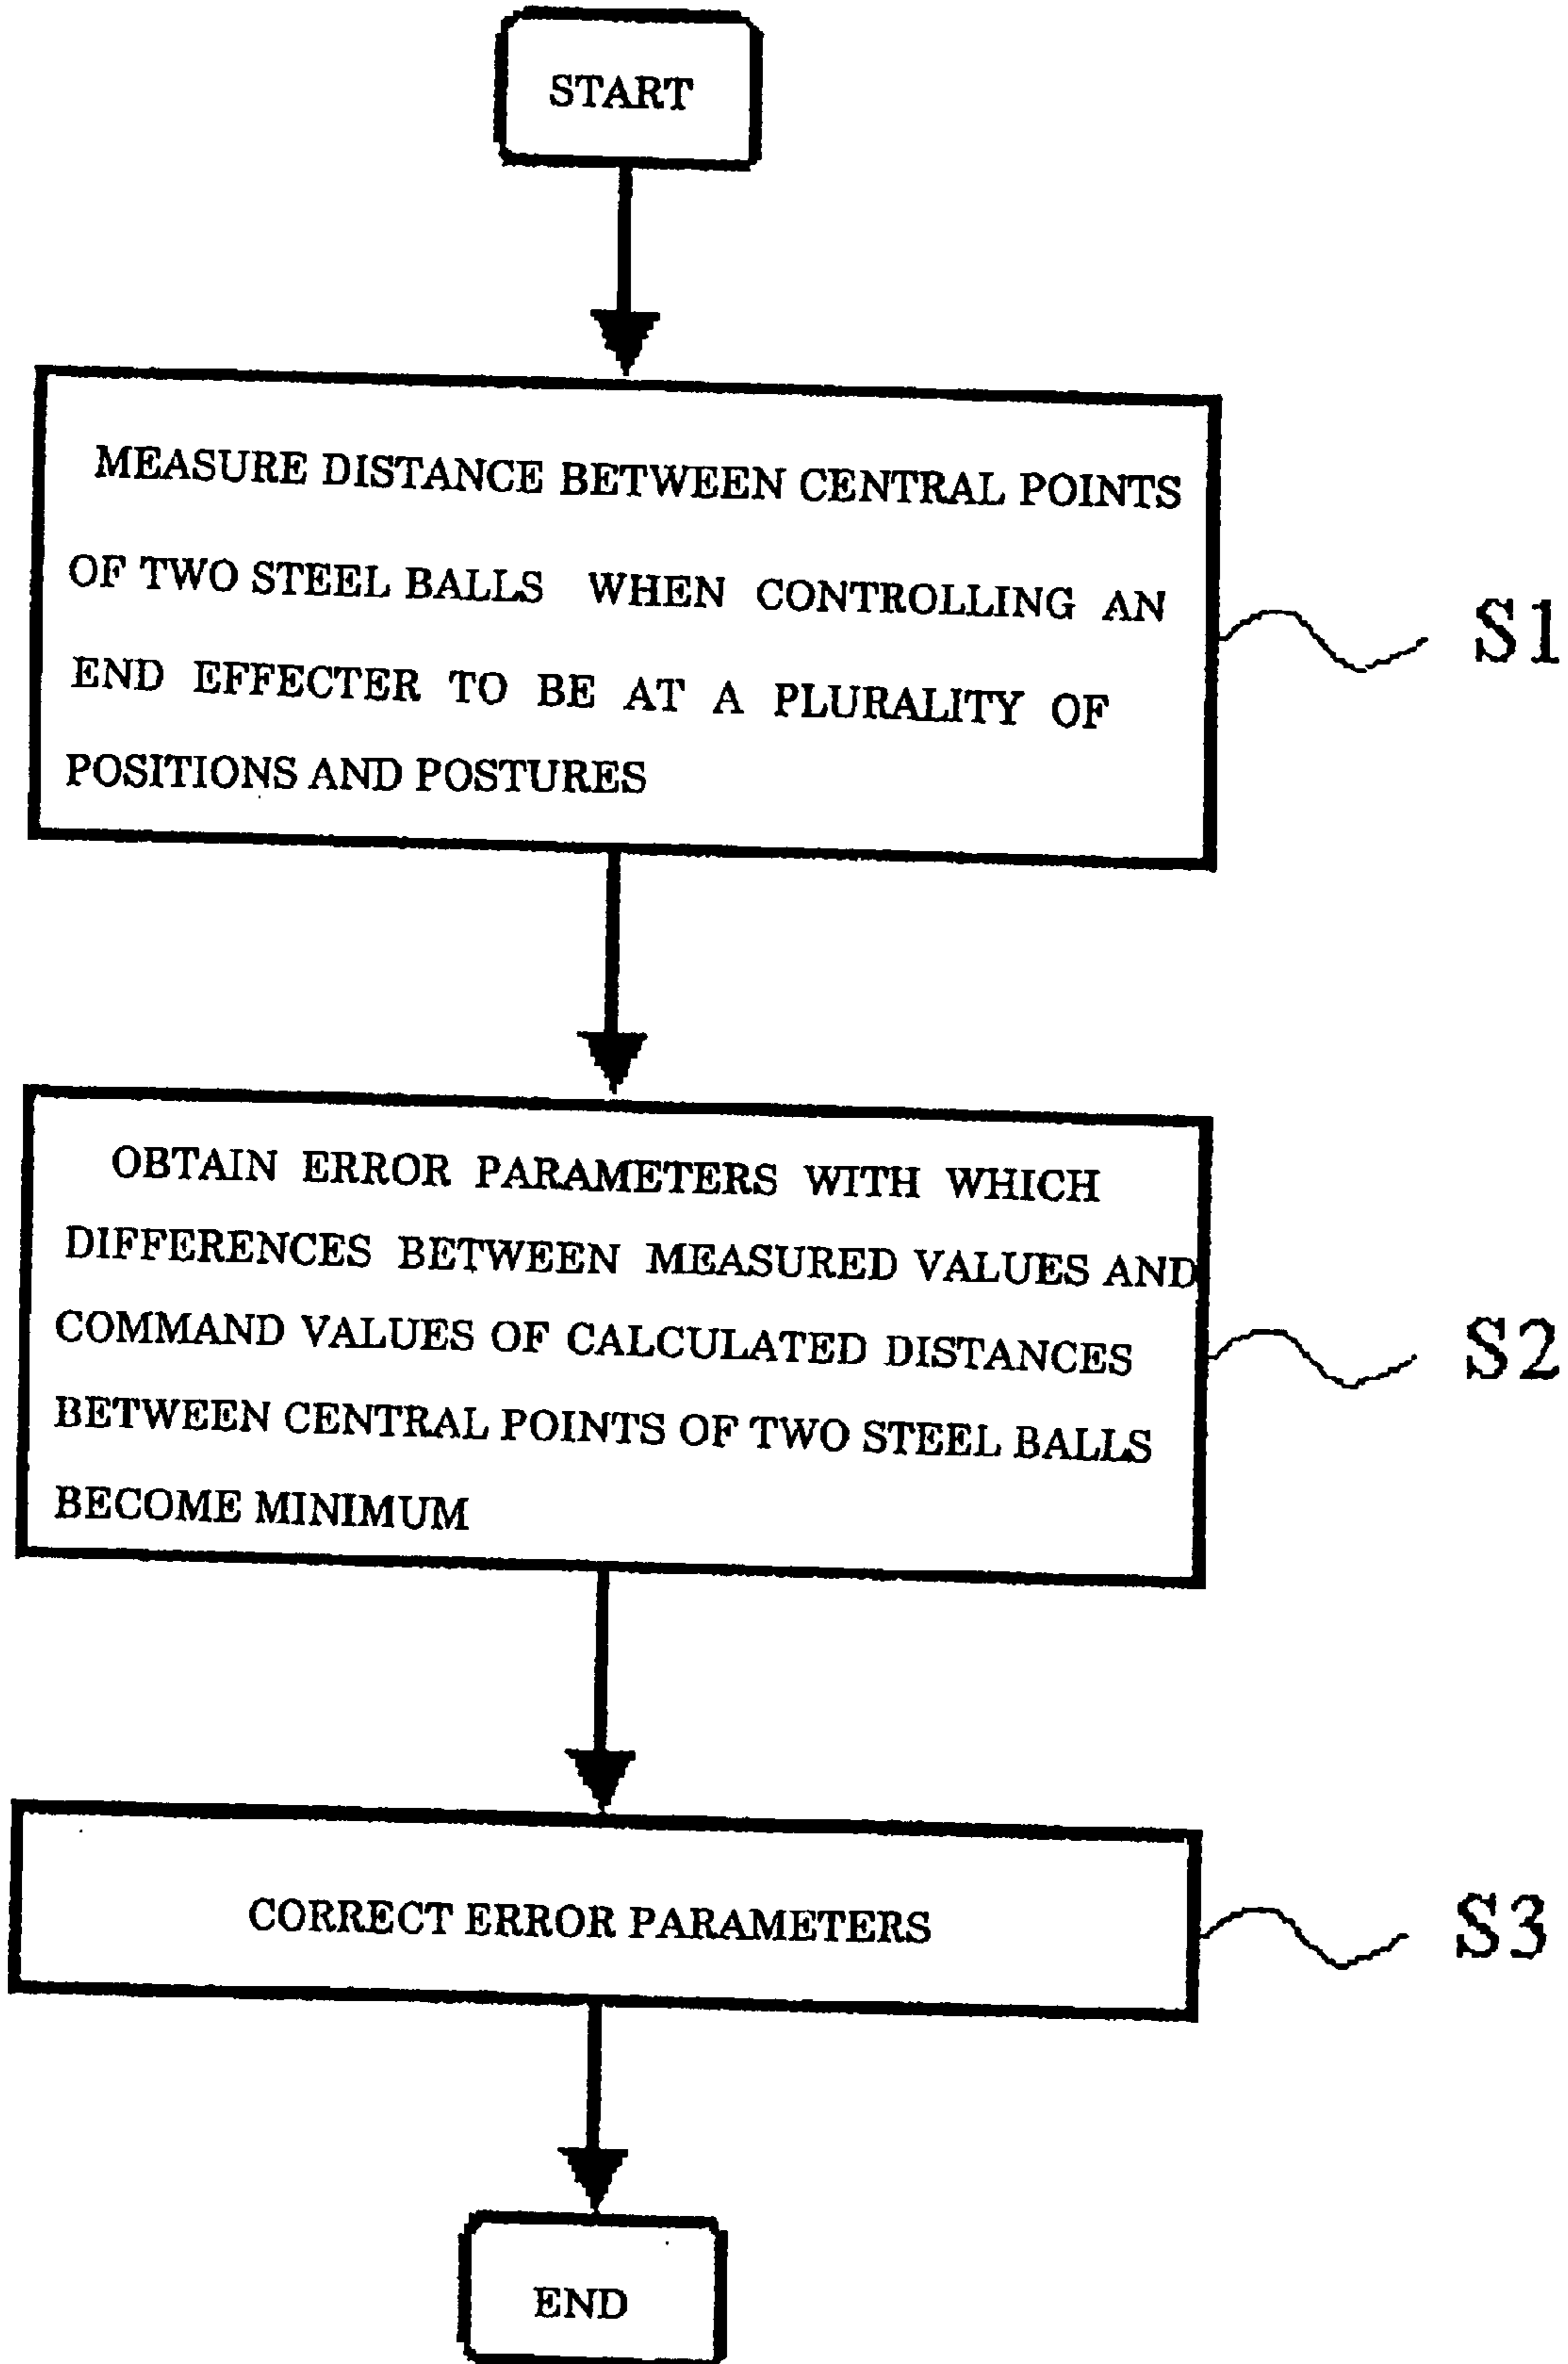 START
MEASURE DISTANCE BETWEEN CENTRAL POINTS
OF TWO STEEL BALLS WHEN CONTROLLING AN
END EFFECTER TO BE AT A PLURALITY OF
POSITIONS AND POSTURES
S1
OBTAIN ERROR PARAMETERS WITH WHICH
DIFFERENCES BETWEEN MEASURED VALUES AND
COMMAND VALUES OF CALCULATED DISTANCES
BETWEEN CENTRAL POINTS OF TWO STEEL BALLS
BECOME MINIMUM
S2
CORRECT ERROR PARAMETERS
S3
END